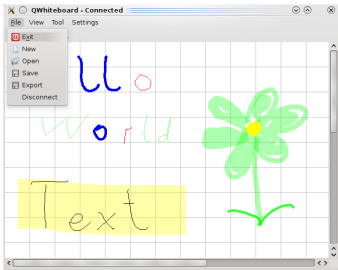 QWhiteboard - Connected
File View Tool Settings
Exit
New
Open
Save
Export
Disconnect
llo
World
Text